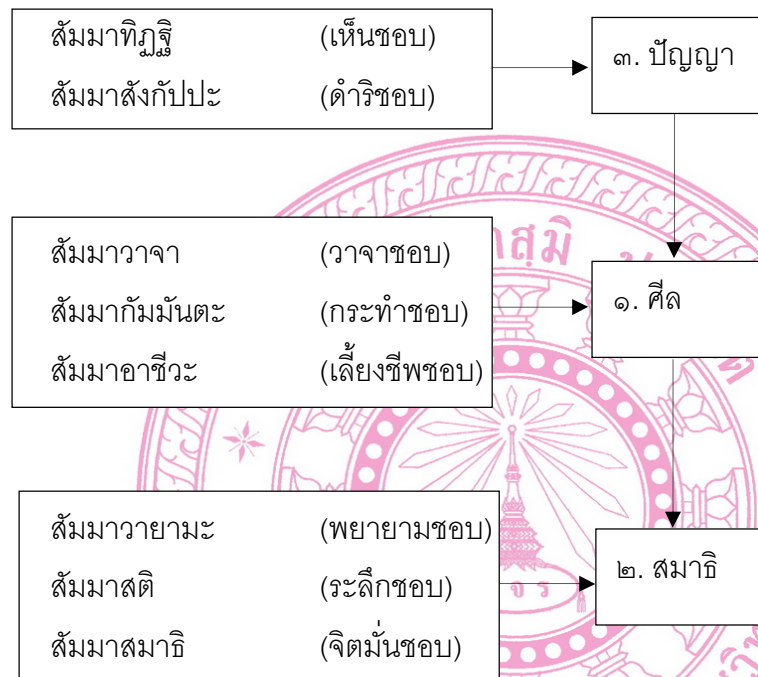 สัมมาทิฏฐิ (เห็นชอบ)
สัมมาสังกัปปะ (ดำริชอบ)
๓. ปัญญา
สัมมาวาจา (วาจาชอบ)
สัมมากัมมันตะ (กระทำชอบ)
สัมมาอาชีวะ (เลี้ยงชีพชอบ)
๑. ศีล
สัมมาวายามะ (พยายามชอบ)
สัมมาสติ (ระลึกชอบ)
สัมมาสมาธิ (จิตมั่นชอบ)
๒. สมาธิ